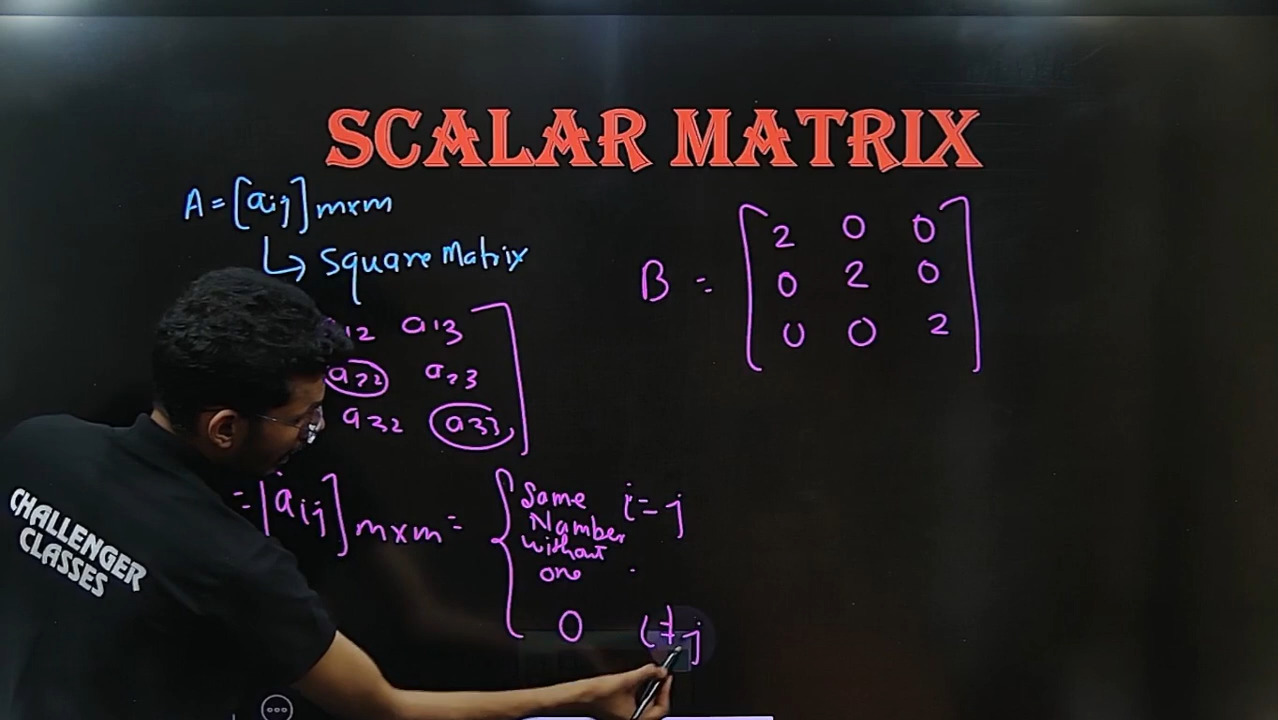 SCALAR MATRIX
A = [aij] m×m
↳ Square Matrix
a12 a13
a22 a23
a32 a33
= [aij] m×m = { Same Number without one i = j
0 i ≠ j
B = [ 2 0 0
0 2 0
0 0 2 ]
CHALLENGER
CLASSES